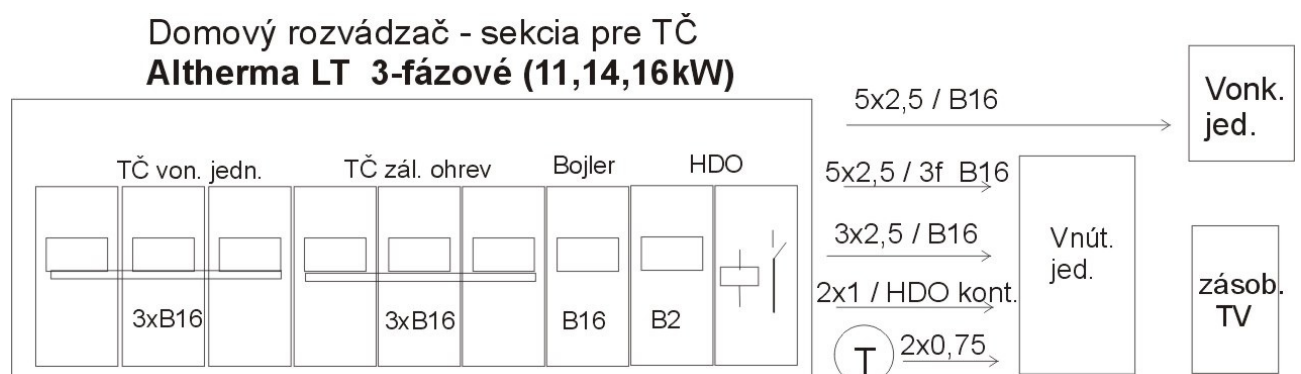 Domový rozvádzač - sekcia pre TČ
Altherma LT 3-fázové (11,14,16kW)
TČ von. jedn.
TČ zál. ohrev
Bojler
HDO
3xB16
3xB16
B16
B2
5x2,5 / B16
Vonk.
jed.
5x2,5 / 3f B16
3x2,5 / B16
2x1 / HDO kont.
T
2x0,75
Vnút.
jed.
zásob.
TV